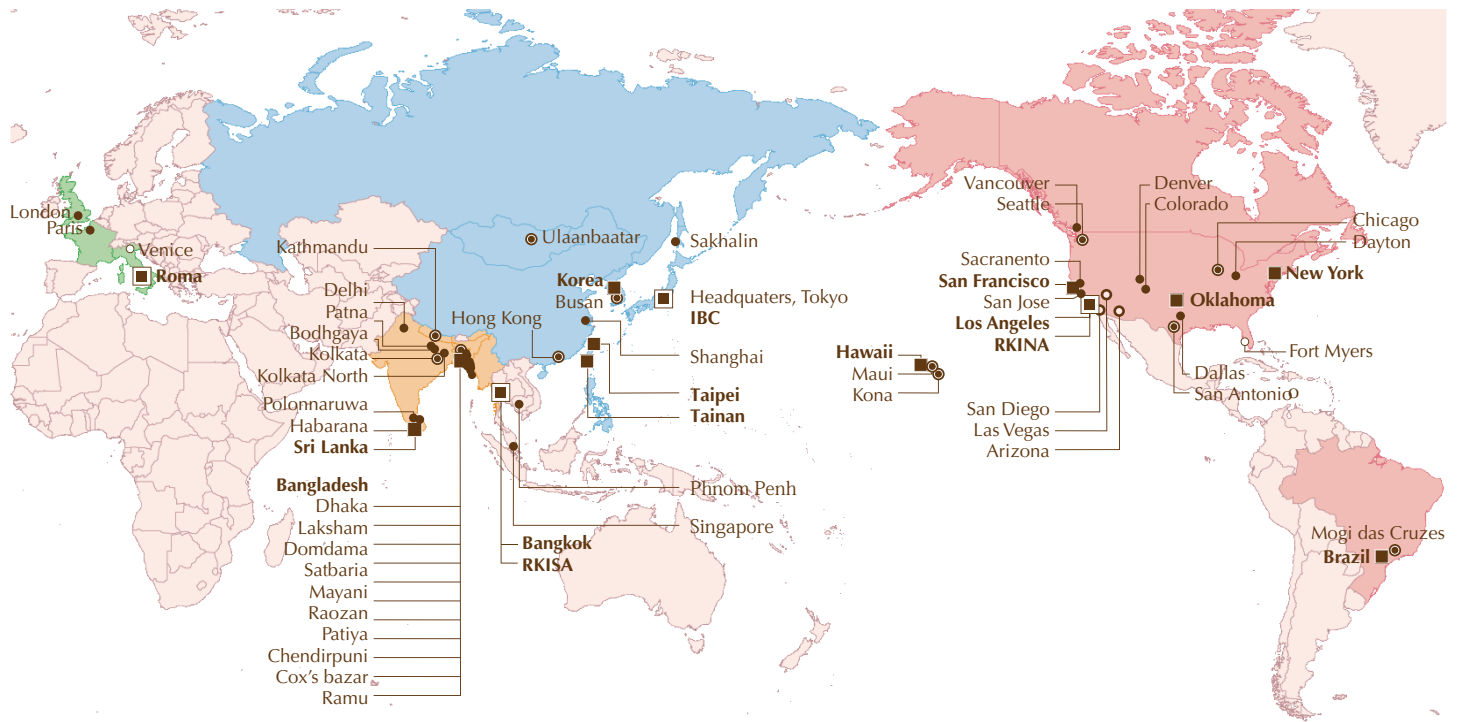 London
Paris
Venice
Roma
Kathmandu
Delhi
Patna
Bodhgaya
Kolkata
Kolkata North
Polonnaruwa
Habarana
Sri Lanka
Bangladesh
Dhaka
Laksham
Domdama
Satbaria
Mayani
Raozan
Patiya
Chendirpuni
Cox's bazar
Ramu
Ulaanbaatar
Sakhalin
Korea
Busan
Hong Kong
Headquaters, Tokyo
IBC
Shanghai
Taipei
Tainan
Phnom Penh
Singapore
Bangkok
RKISA
Hawaii
Maui
Kona
Vancouver
Seattle
Sacranento
San Francisco
San Jose
Los Angeles
RKINA
San Diego
Las Vegas
Arizona
Denver
Colorado
Chicago
Dayton
New York
Oklahoma
Fort Myers
Dallas
San Antonio
Mogi das Cruzes
Brazil